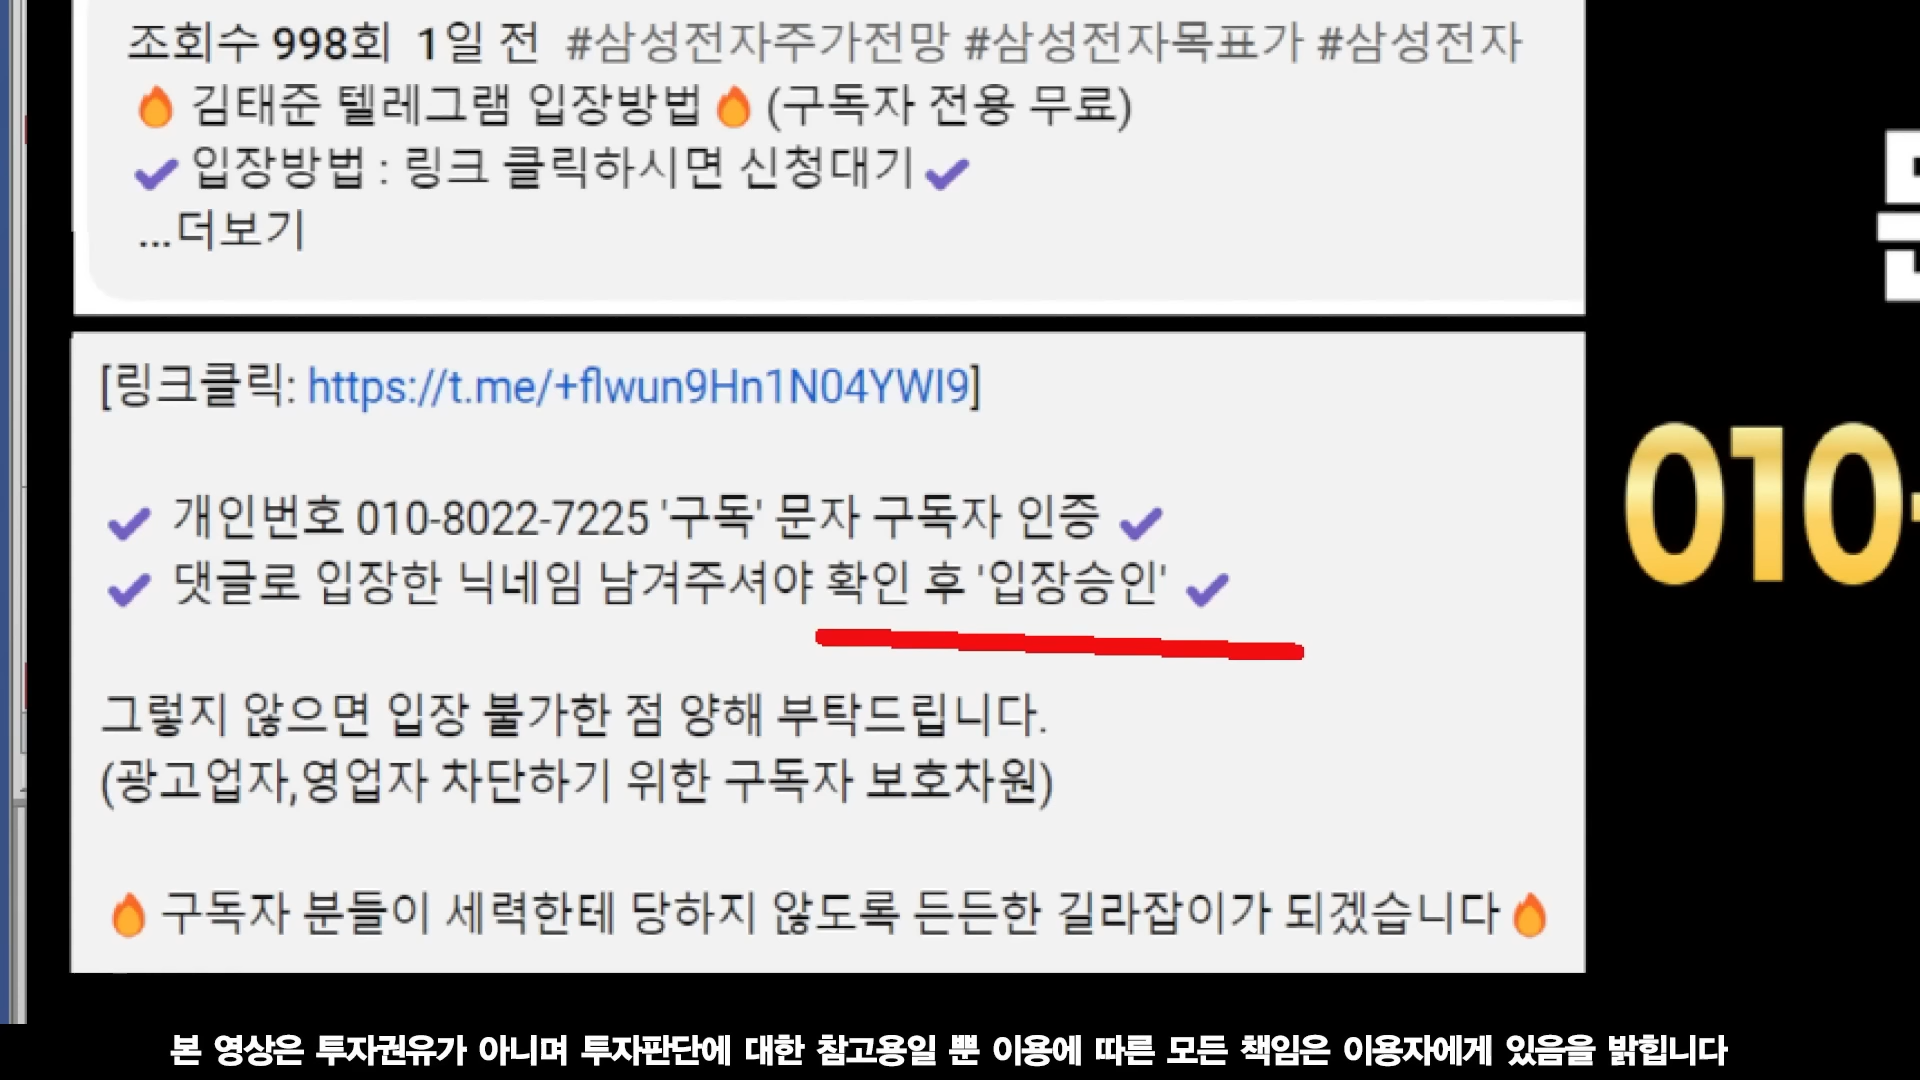 조회수 998회 1일 전 #삼성전자주가전망 #삼성전자목표가 #삼성전자
🔥 김태준 텔레그램 입장방법🔥 (구독자 전용 무료)
✔입장방법 : 링크 클릭하시면 신청대기✔
...더보기
[링크클릭: https://t.me/+flwun9Hn1N04YWI9]
✔ 개인번호 010-8022-7225 '구독' 문자 구독자 인증 ✔
✔ 댓글로 입장한 닉네임 남겨주셔야 확인 후 '입장승인' ✔
그렇지 않으면 입장 불가한 점 양해 부탁드립니다.
(광고업자,영업자 차단하기 위한 구독자 보호차원)
🔥 구독자 분들이 세력한테 당하지 않도록 든든한 길라잡이가 되겠습니다🔥
010-
본 영상은 투자권유가 아니며 투자판단에 대한 참고용일 뿐 이용에 따른 모든 책임은 이용자에게 있음을 밝힙니다